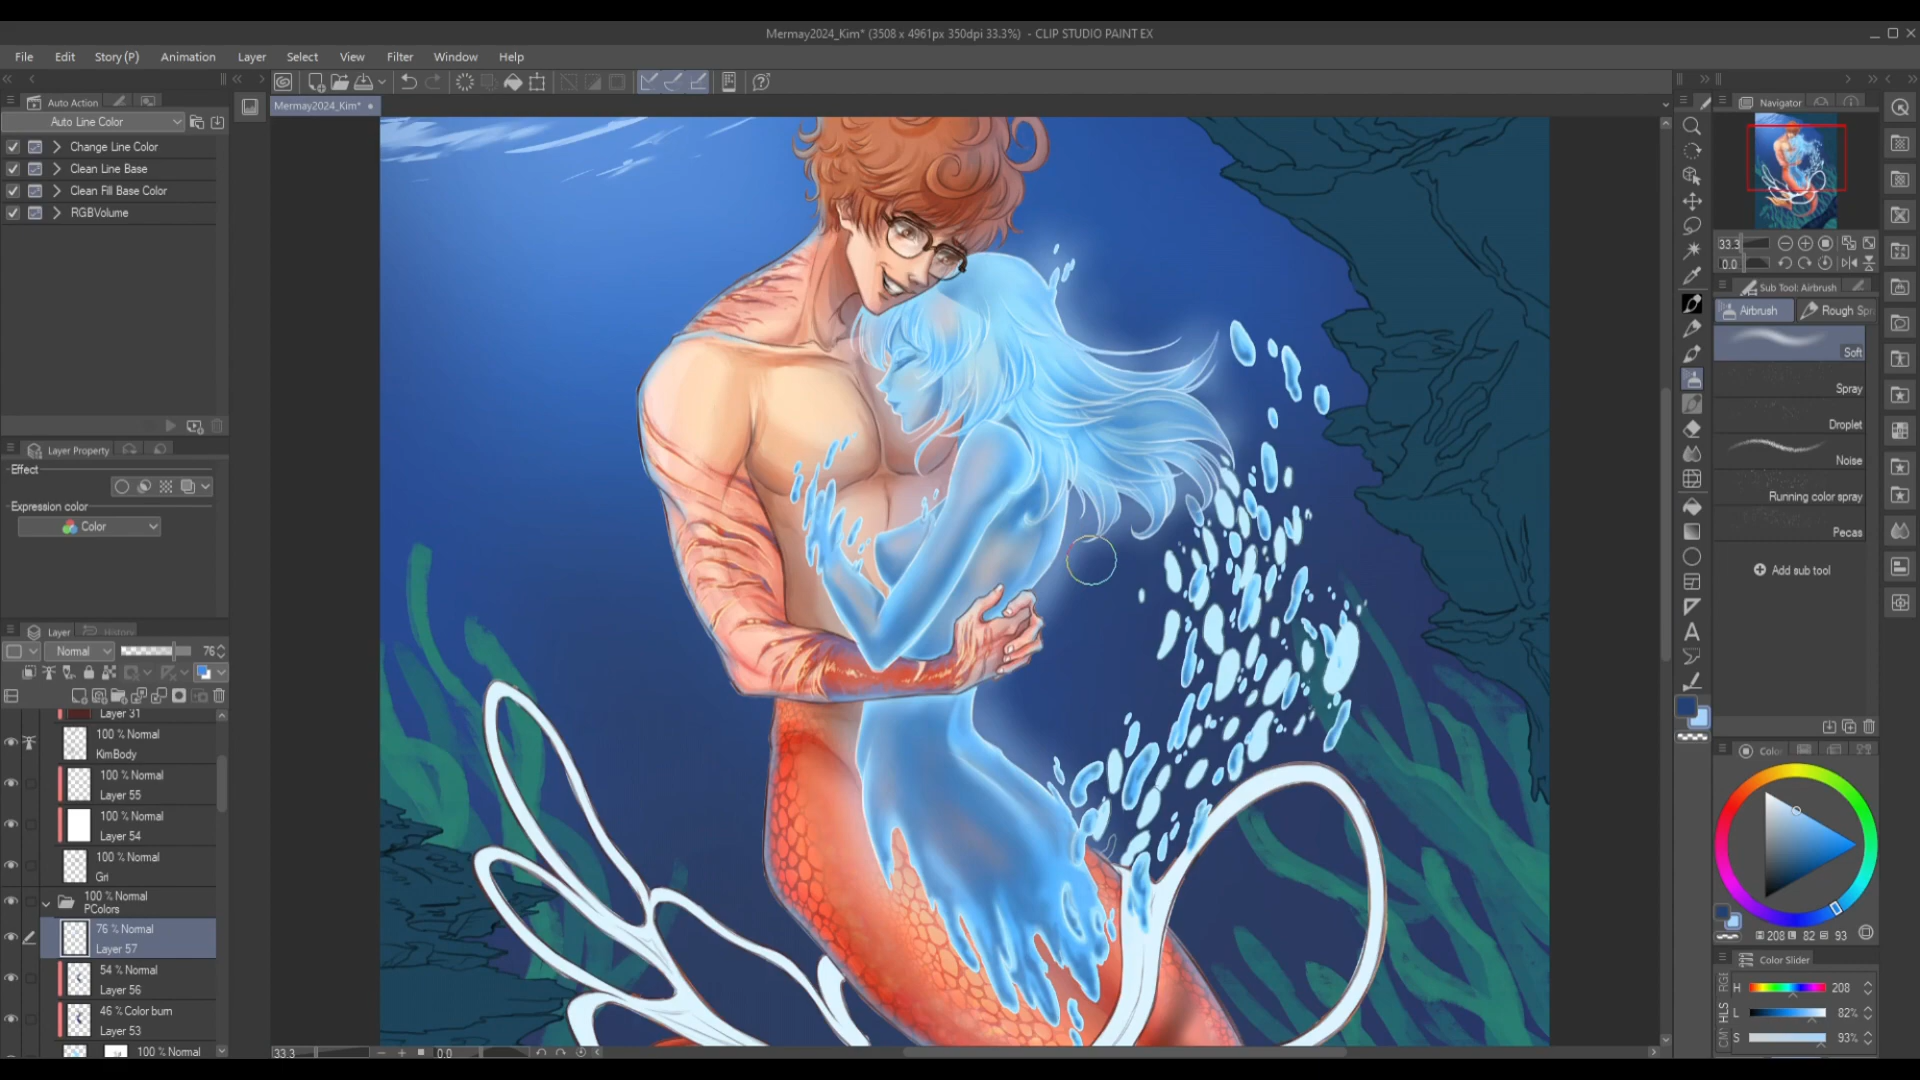 Mermay2024_Kim* (3508 x 4961px 350dpi 33.3%) - CLIP STUDIO PAINT EX
File Edit Story (P) Animation Layer Select View Filter Window Help
Auto Action
Mermay2024_Kim*
Auto Line Color
Change Line Color
Clean Line Base
Clean Fill Base Color
RGBVolume
Layer Property
Effect
Expression color
Color
Layer History
Normal 76
Layer 31
100 % Normal
KimBody
100 % Normal
Layer 55
100 % Normal
Layer 54
100 % Normal
Gri
100 % Normal
PColors
76 % Normal
Layer 57
54 % Normal
Layer 56
46 % Color burn
Layer 53
100 % Normal
33.3 0.0
Navigator
33.3
0.0
Sub Tool: Airbrush
Airbrush Rough Spr
Soft
Spray
Droplet
Noise
Running color spray
Pecas
Add sub tool
Colo
208 82 93
Color Slider
RGB
HLS
CM
H 208
L 82%
S 93%